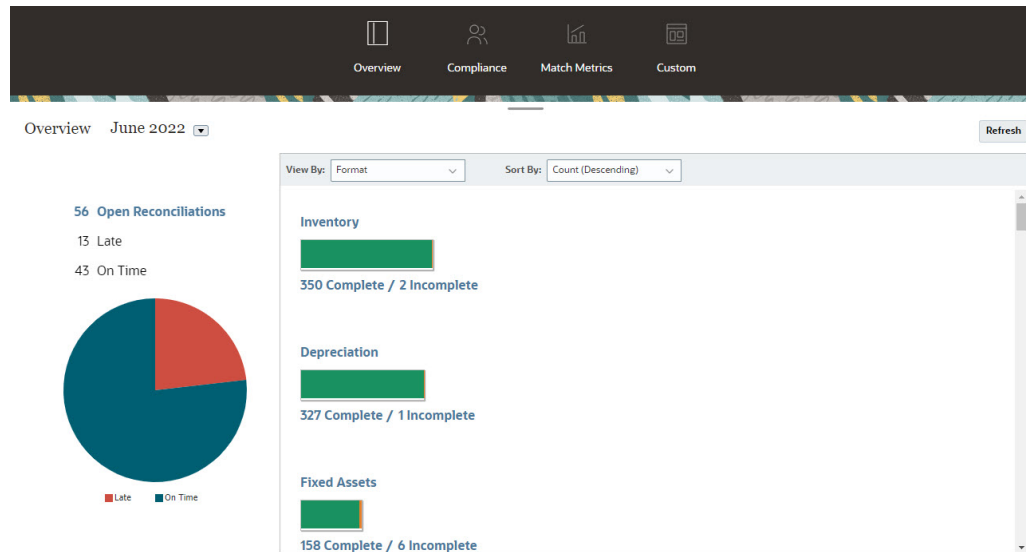 Overview Compliance Match Metrics Custom
Overview June 2022
Refresh
View By: Format Sort By: Count (Descending)
56 Open Reconciliations
13 Late
43 On Time
Late On Time
Inventory
350 Complete / 2 Incomplete
Depreciation
327 Complete / 1 Incomplete
Fixed Assets
158 Complete / 6 Incomplete